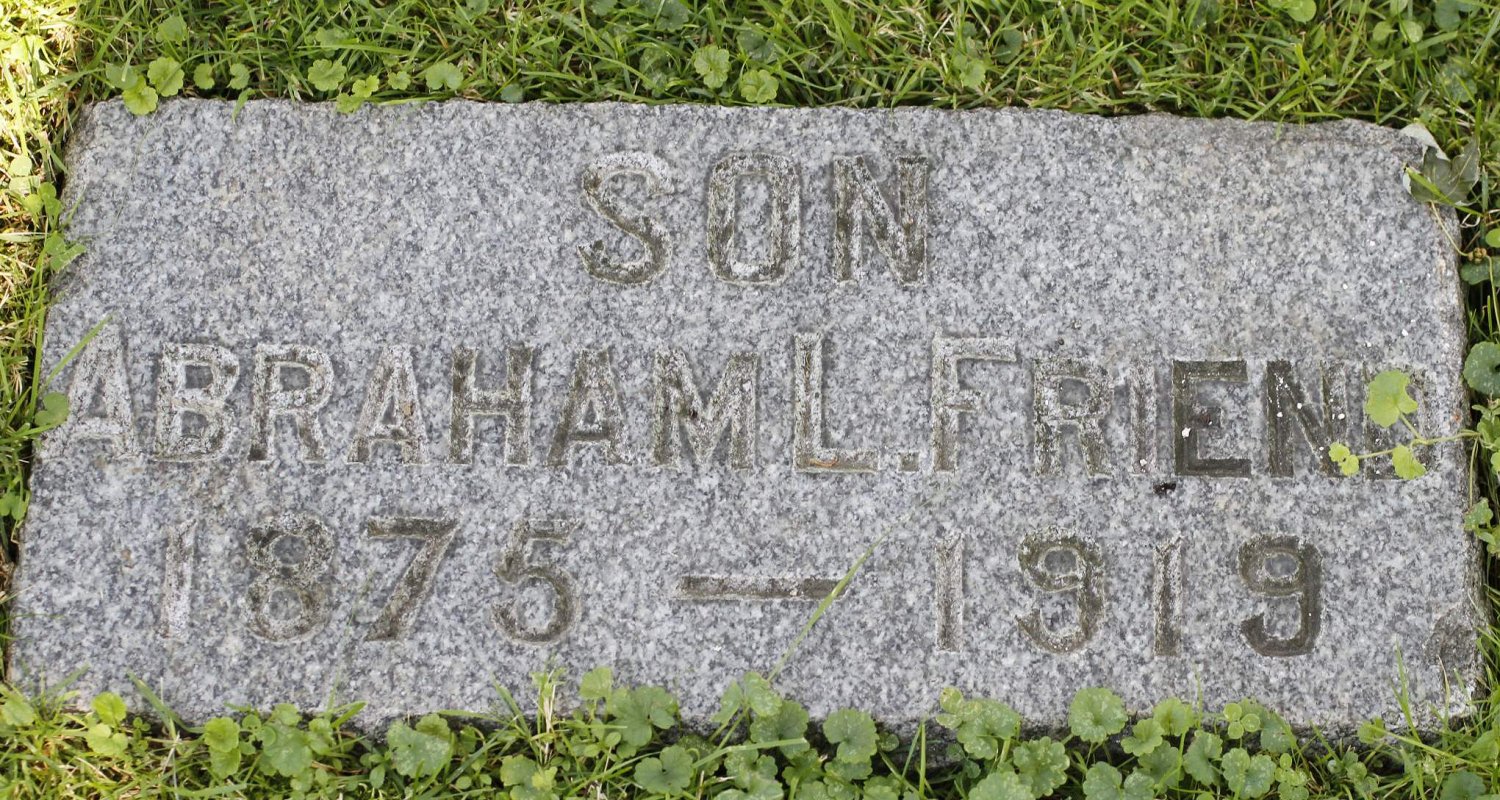 SON
ABRAHAM L. FRIEND
1875 — 1919